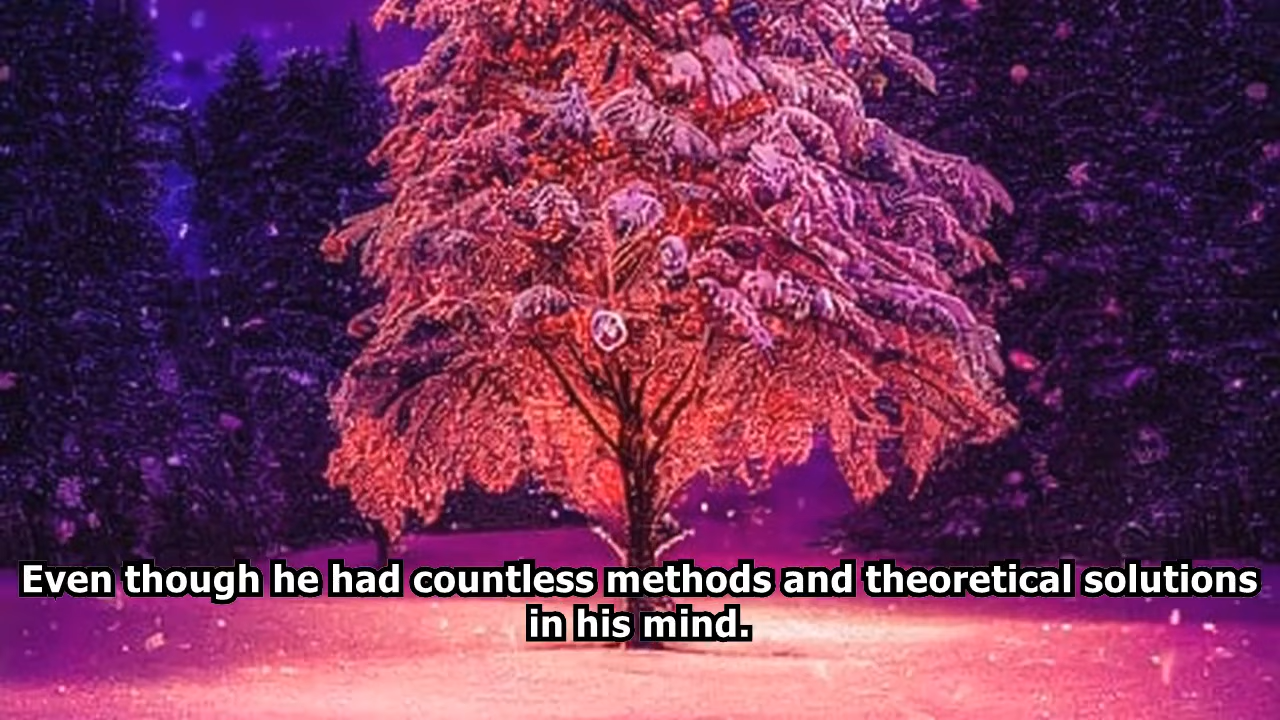 Even though he had countless methods and theoretical solutions
in his mind.